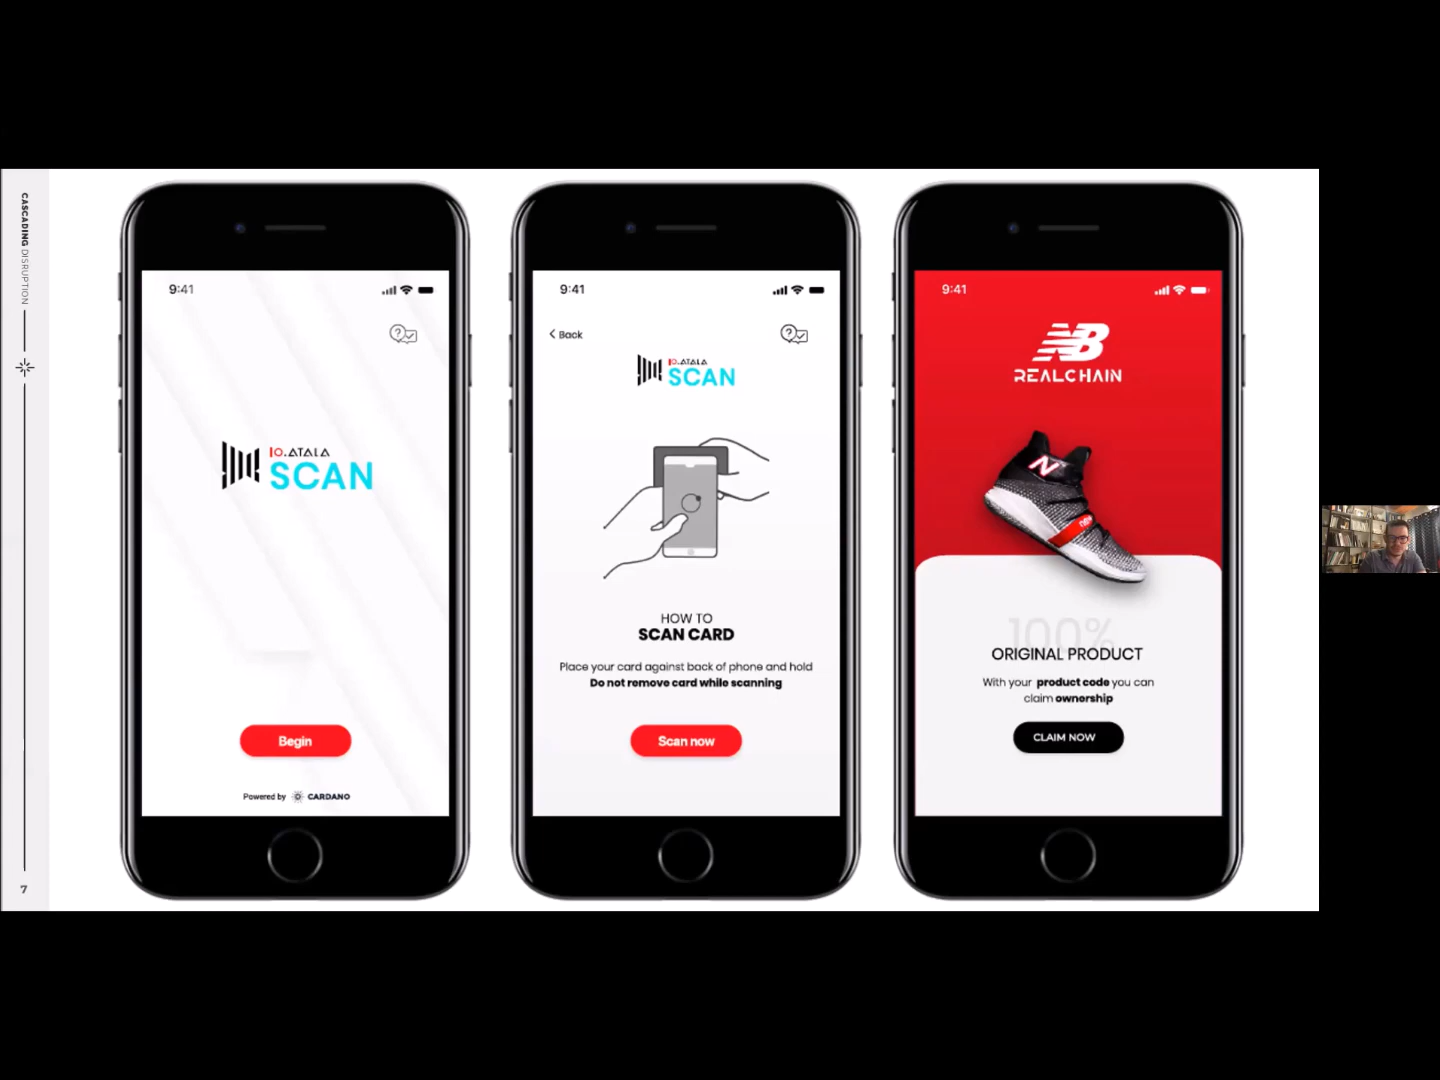 CASCADING DISRUPTION
7
9:41
IO.ATALA
SCAN
Begin
Powered by CARDANO
9:41
< Back
IO.ATALA
SCAN
HOW TO
SCAN CARD
Place your card against back of phone and hold
Do not remove card while scanning
Scan now
9:41
NB
REALCHAIN
N
new
100%
ORIGINAL PRODUCT
With your product code you can
claim ownership
CLAIM NOW